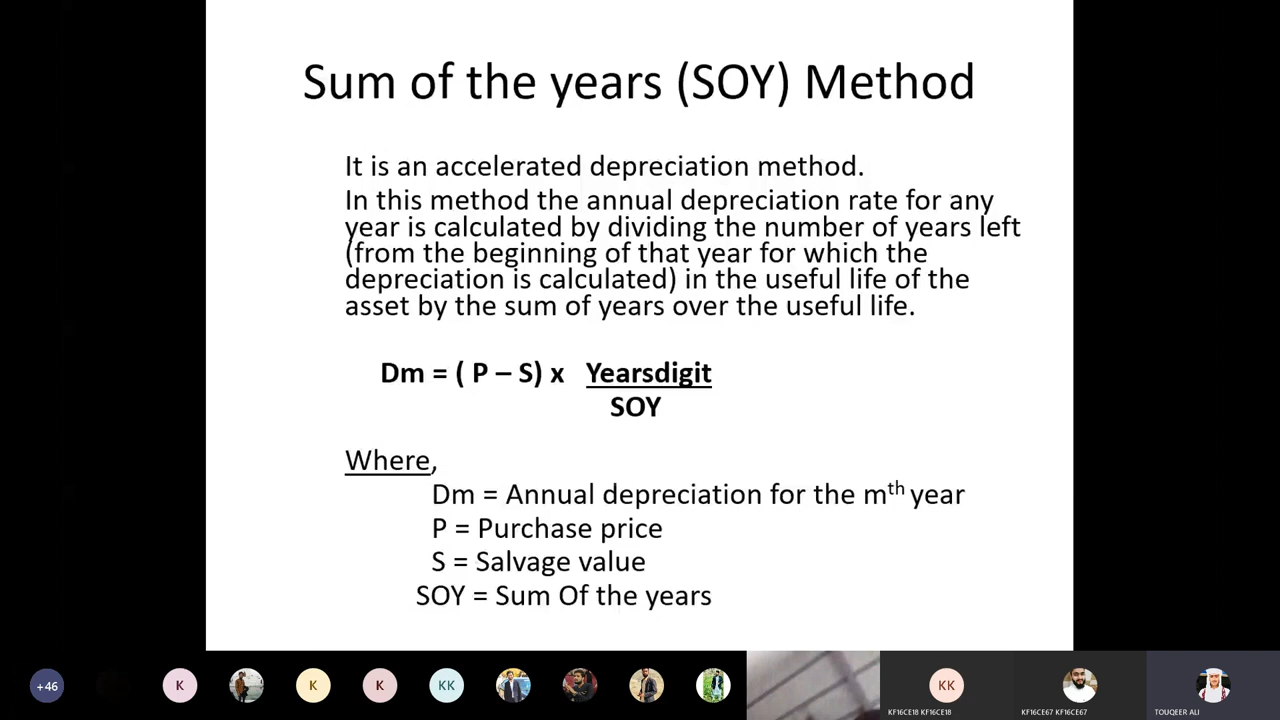 Sum of the years (SOY) Method
It is an accelerated depreciation method.
In this method the annual depreciation rate for any
year is calculated by dividing the number of years left
(from the beginning of that year for which the
depreciation is calculated) in the useful life of the
asset by the sum of years over the useful life.
Dm = ( P – S) x Yearsdigit
SOY
Where,
Dm = Annual depreciation for the mth year
P = Purchase price
S = Salvage value
SOY = Sum Of the years
+46
K
K
K
KK
KK
KF16CE18 KF16CE18
KF16CE67 KF16CE67
TOUQEER ALI